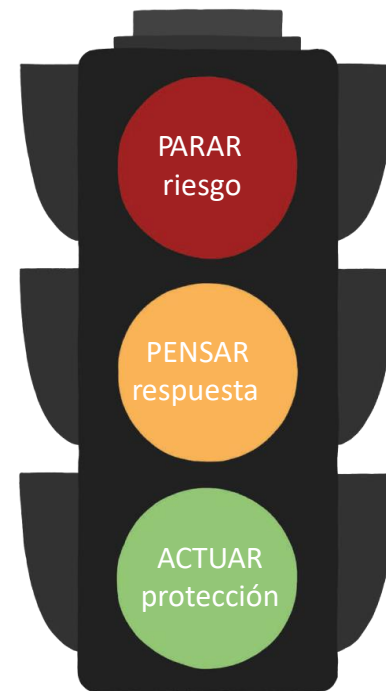 PARAR
riesgo
PENSAR
respuesta
ACTUAR
protección